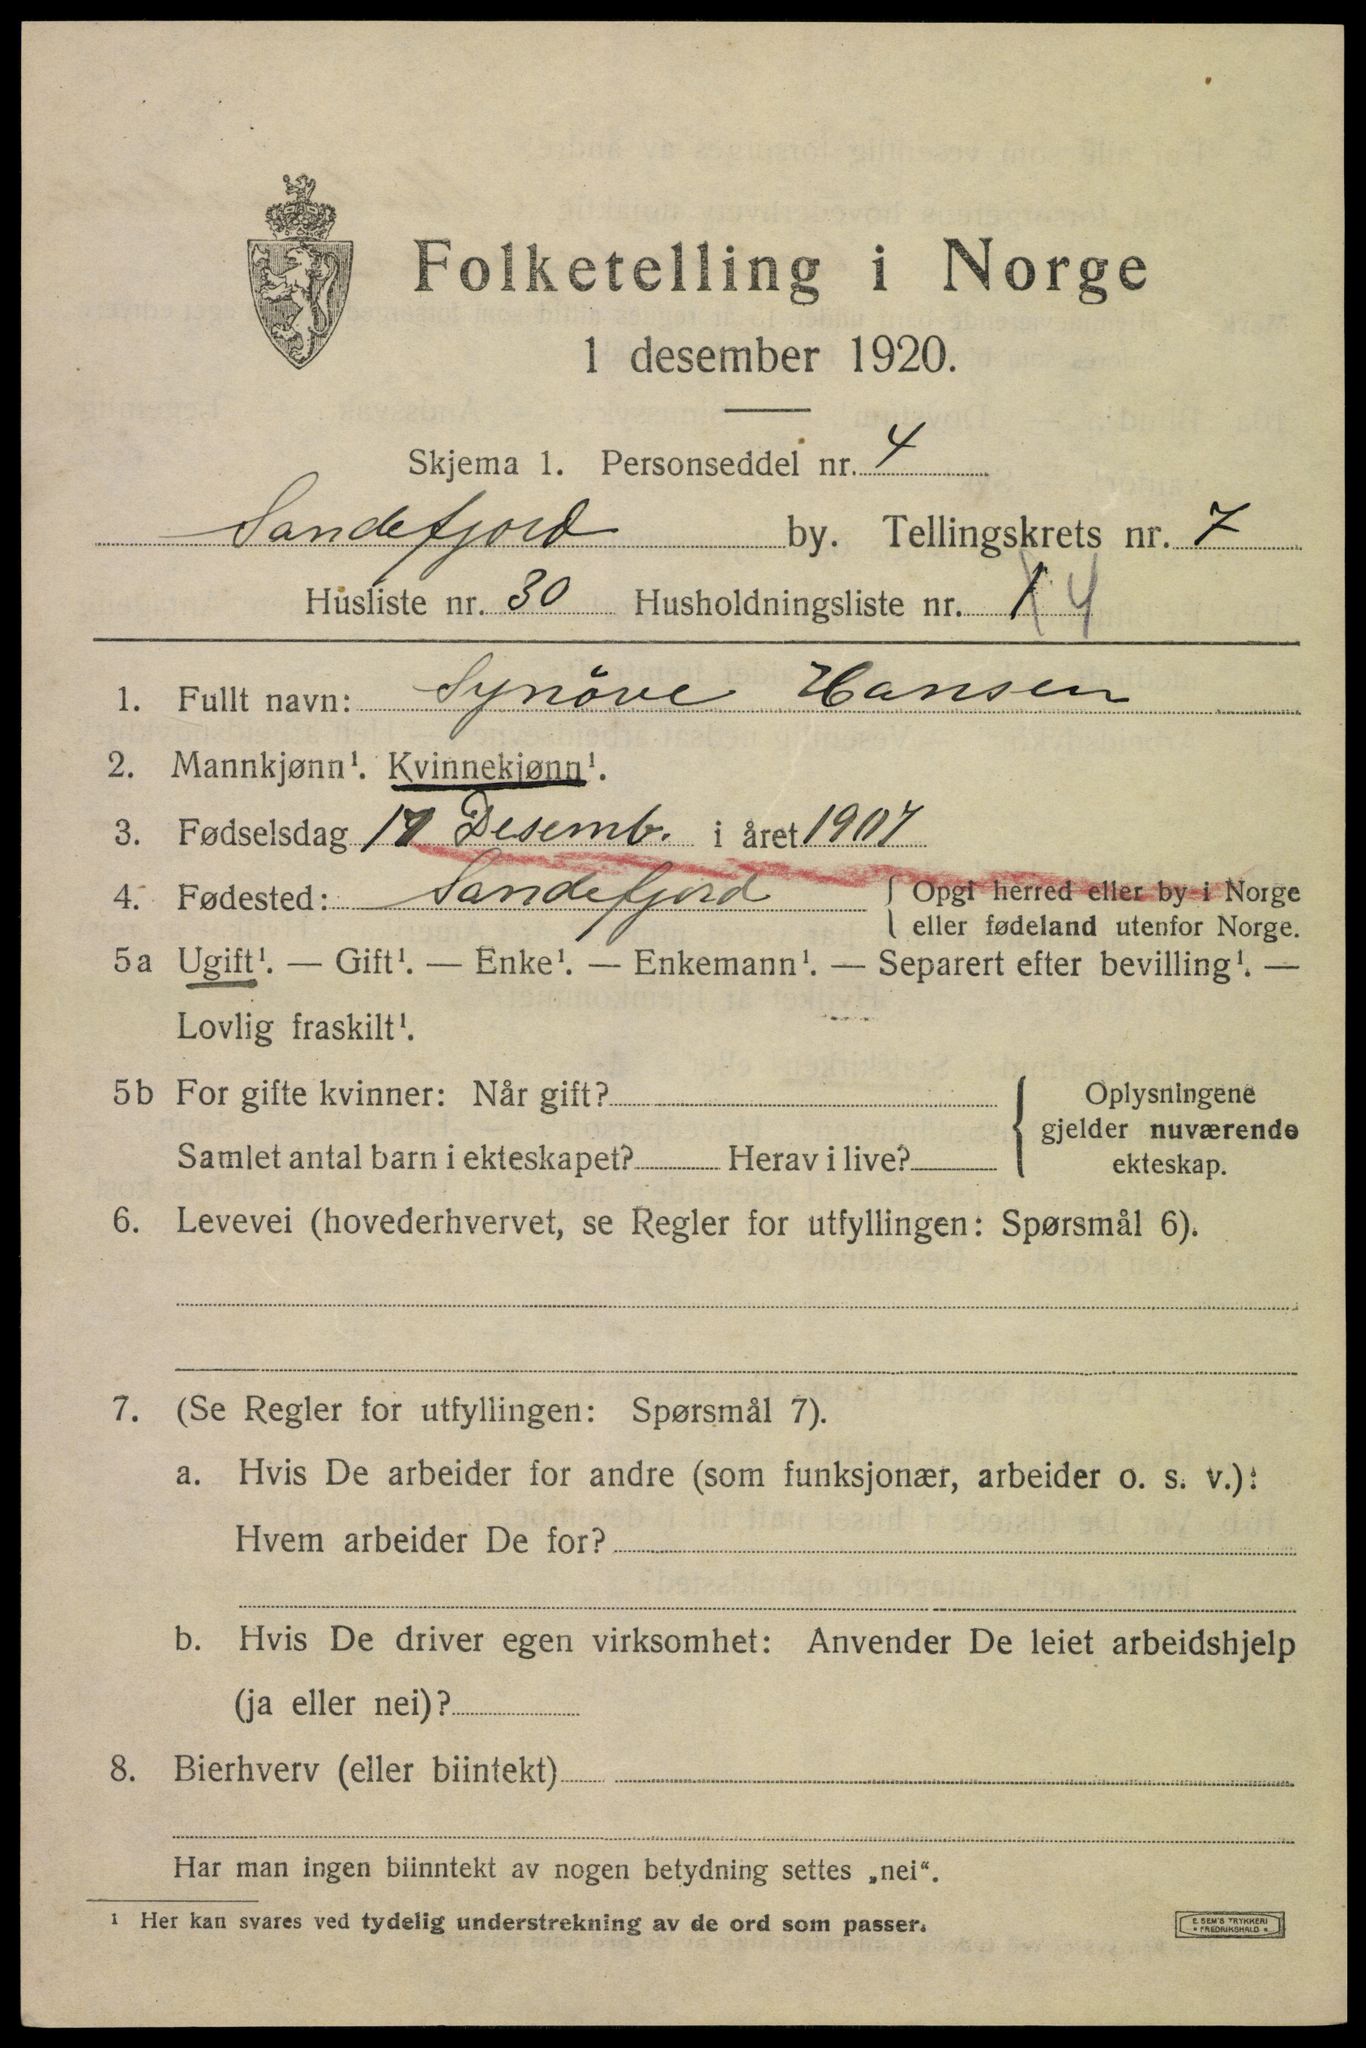 Folketelling i Norge
1 desember 1920.
Skjema 1. Personseddel nr. 4
Sandefjord by. Tellingskrets nr. 7
Husliste nr. 30 Husholdningsliste nr. 1 4
1. Fullt navn: Synöve Hansen
2. Mannkjønn¹. Kvinnekjønn¹.
3. Fødselsdag 17 Desemb. i året 1907
4. Fødested: Sandefjord { Opgi herred eller by i Norge
eller fødeland utenfor Norge.
5a Ugift¹. — Gift¹. — Enke¹. — Enkemann¹. — Separert efter bevilling¹. —
Lovlig fraskilt¹.
5b For gifte kvinner: Når gift? { Oplysningene
gjelder nuværende
Samlet antal barn i ekteskapet? Herav i live? ekteskap.
6. Levevei (hovederhvervet, se Regler for utfyllingen: Spørsmål 6).
7. (Se Regler for utfyllingen: Spørsmål 7).
a. Hvis De arbeider for andre (som funksjonær, arbeider o. s. v.):
Hvem arbeider De for?
b. Hvis De driver egen virksomhet: Anvender De leiet arbeidshjelp
(ja eller nei)?
8. Bierhverv (eller biintekt)
Har man ingen biinntekt av nogen betydning settes „nei“.
¹ Her kan svares ved tydelig understrekning av de ord som passer.
E. SEM'S TRYKKERI
FREDRIKSHALD.